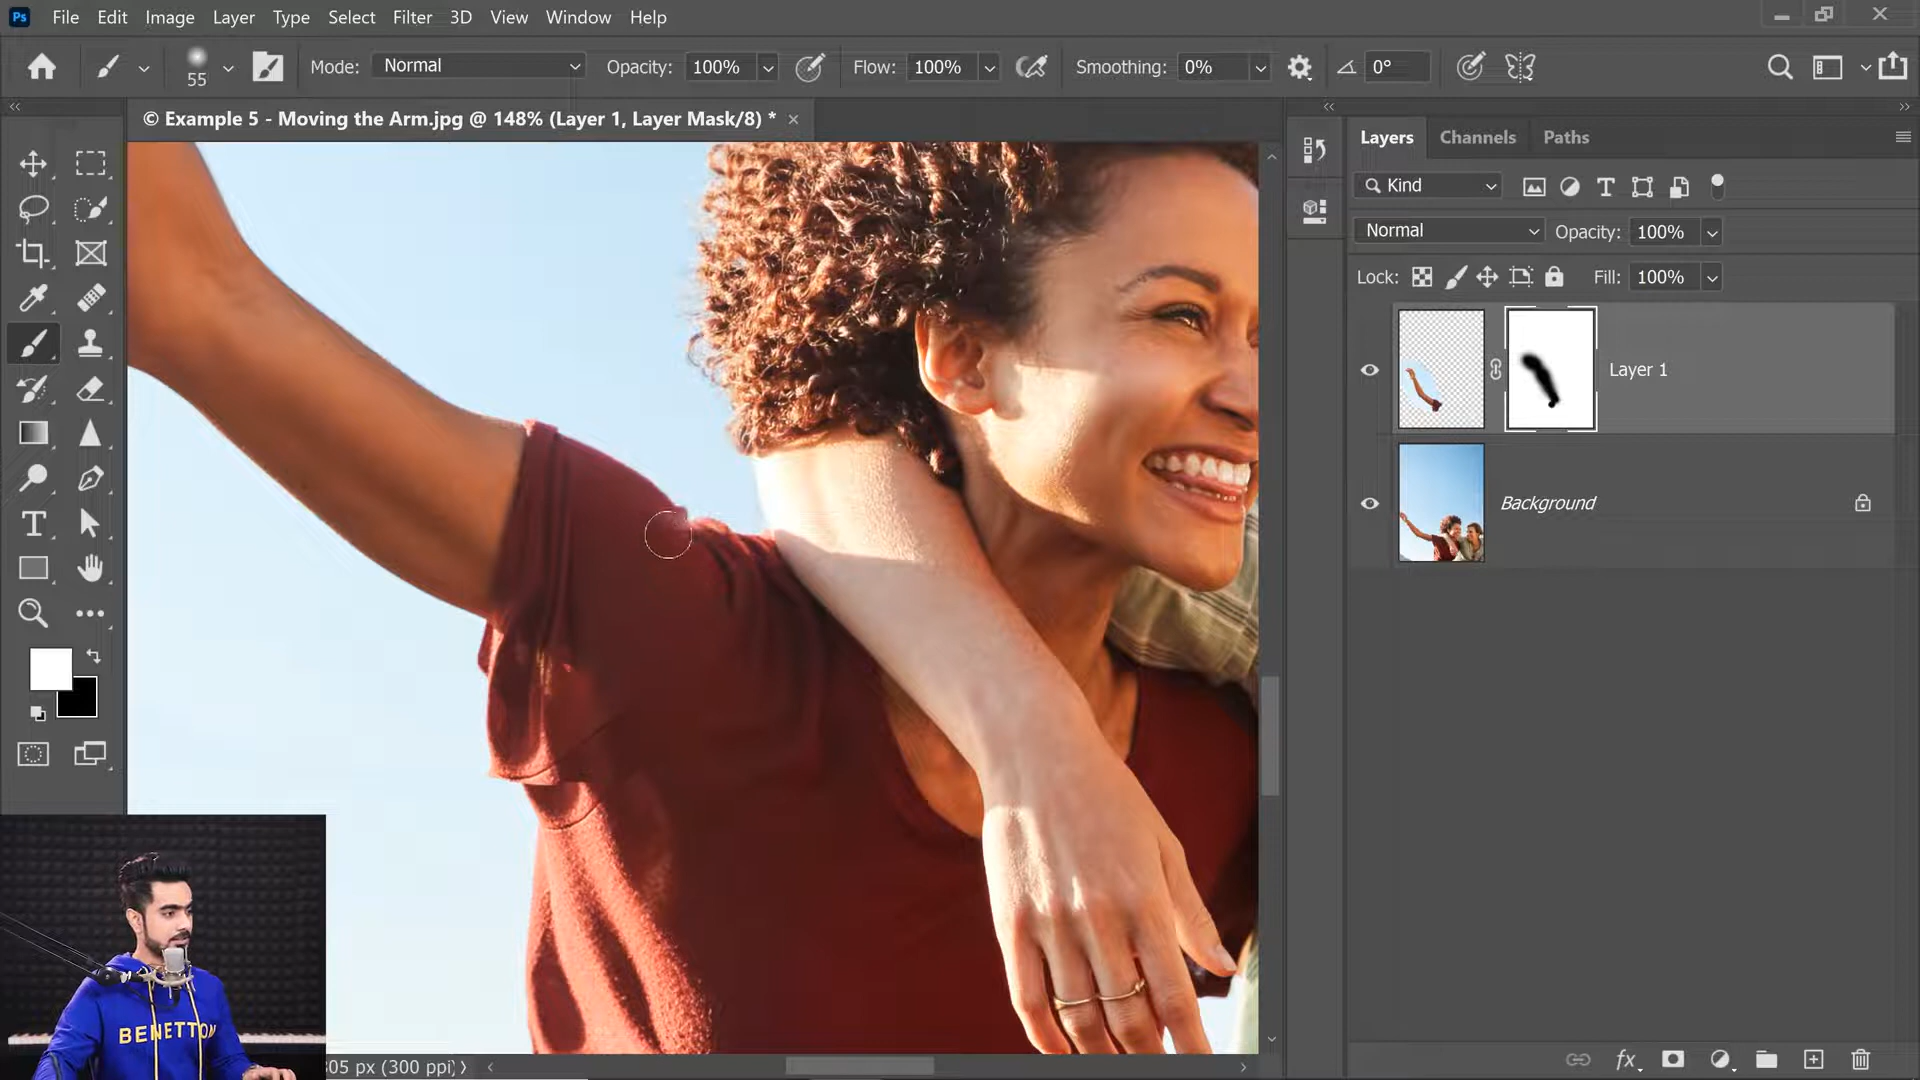 Ps File Edit Image Layer Type Select Filter 3D View Window Help
55 Mode: Normal Opacity: 100% Flow: 100% Smoothing: 0% 0°
© Example 5 - Moving the Arm.jpg @ 148% (Layer 1, Layer Mask/8) *
Layers Channels Paths
Kind
Normal Opacity: 100%
Lock: Fill: 100%
Layer 1
Background
BENETTON
305 px (300 ppi)
fx